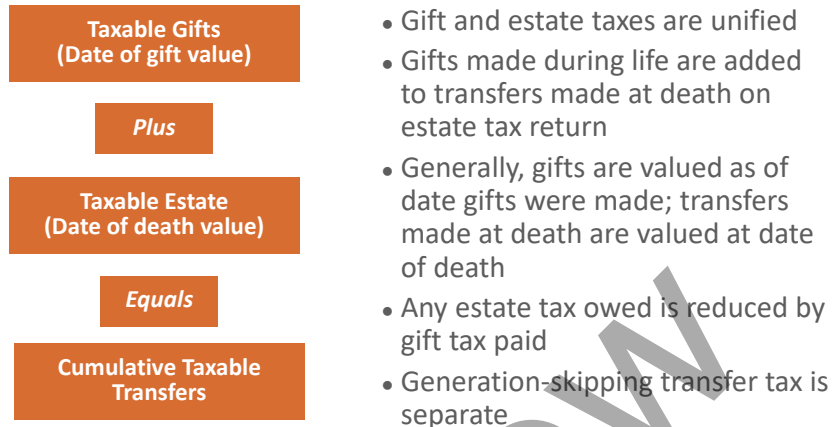 Taxable Gifts
(Date of gift value)
Plus
Taxable Estate
(Date of death value)
Equals
Cumulative Taxable
Transfers
• Gift and estate taxes are unified
• Gifts made during life are added
to transfers made at death on
estate tax return
• Generally, gifts are valued as of
date gifts were made; transfers
made at death are valued at date
of death
• Any estate tax owed is reduced by
gift tax paid
• Generation-skipping transfer tax is
separate